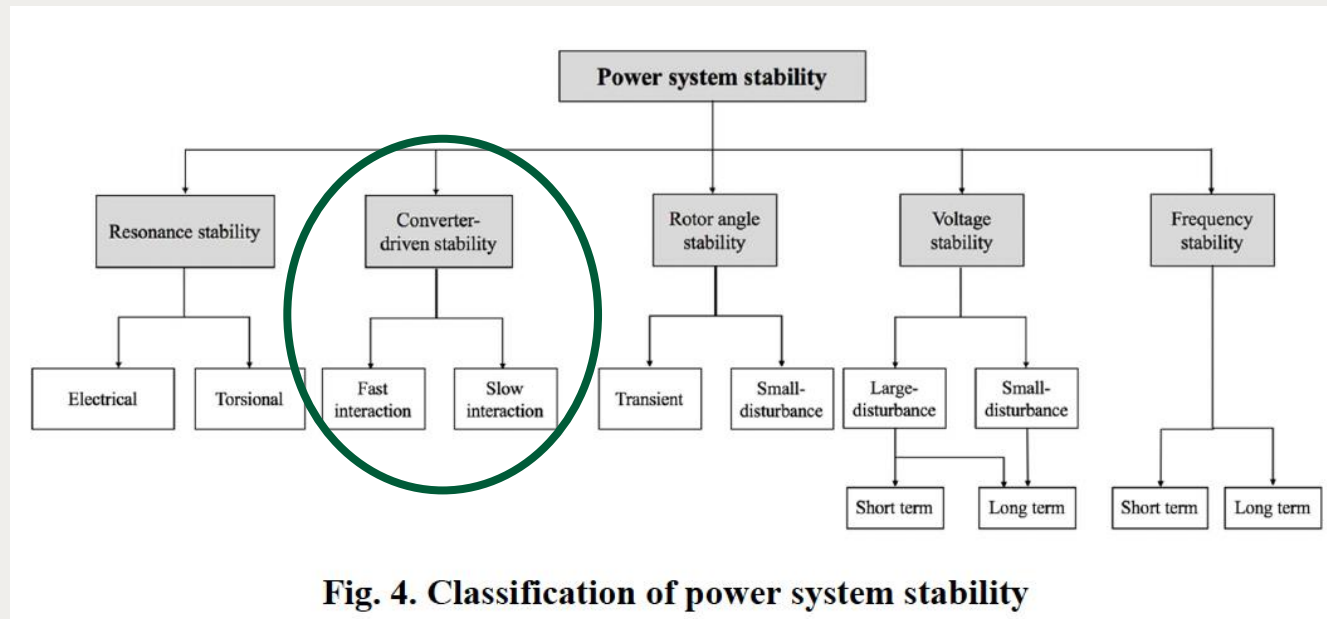 Power system stability
Resonance stability
Converter-
driven stability
Rotor angle
stability
Voltage
stability
Frequency
stability
Electrical
Torsional
Fast
interaction
Slow
interaction
Transient
Small-
disturbance
Large-
disturbance
Small-
disturbance
Short term
Long term
Short term
Long term
Fig. 4. Classification of power system stability